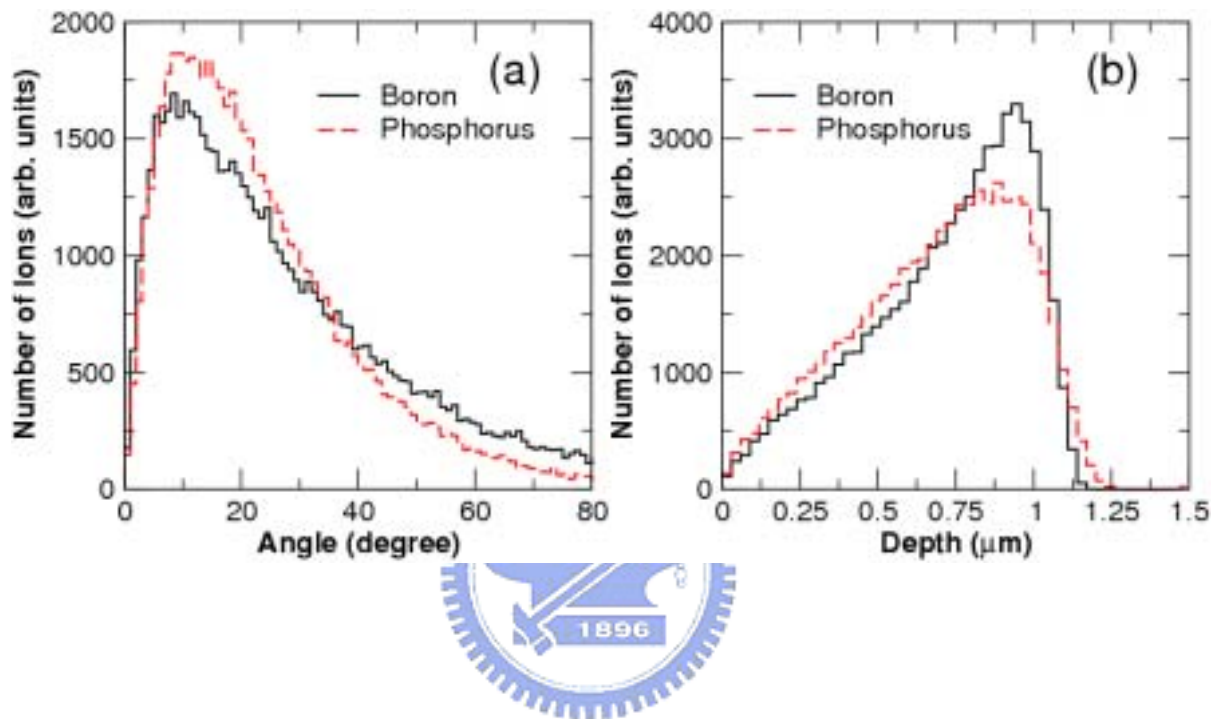 (a)
Boron
Phosphorus
2000
1500
1000
500
0
0 20 40 60 80
Number of Ions (arb. units)
Angle (degree)
(b)
Boron
Phosphorus
4000
3000
2000
1000
0
0 0.25 0.5 0.75 1 1.25 1.5
Number of Ions (arb. units)
Depth (μm)
1896